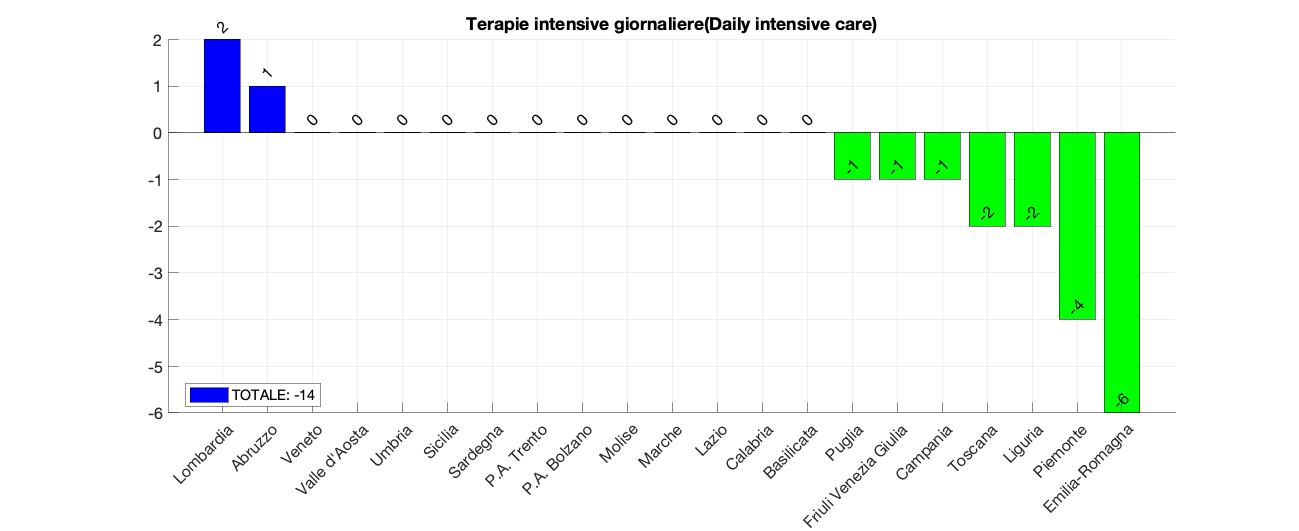 Terapie intensive giornaliere(Daily intensive care)
2
1
0
-1
-2
-3
-4
-5
-6
2
1
0
0
0
0
0
0
0
0
0
0
0
0
-1
-1
-1
-2
-2
-4
-6
TOTALE: -14
Lombardia
Abruzzo
Veneto
Valle d'Aosta
Umbria
Sicilia
Sardegna
P.A. Trento
P.A. Bolzano
Molise
Marche
Lazio
Calabria
Basilicata
Puglia
Friuli Venezia Giulia
Campania
Toscana
Liguria
Piemonte
Emilia-Romagna